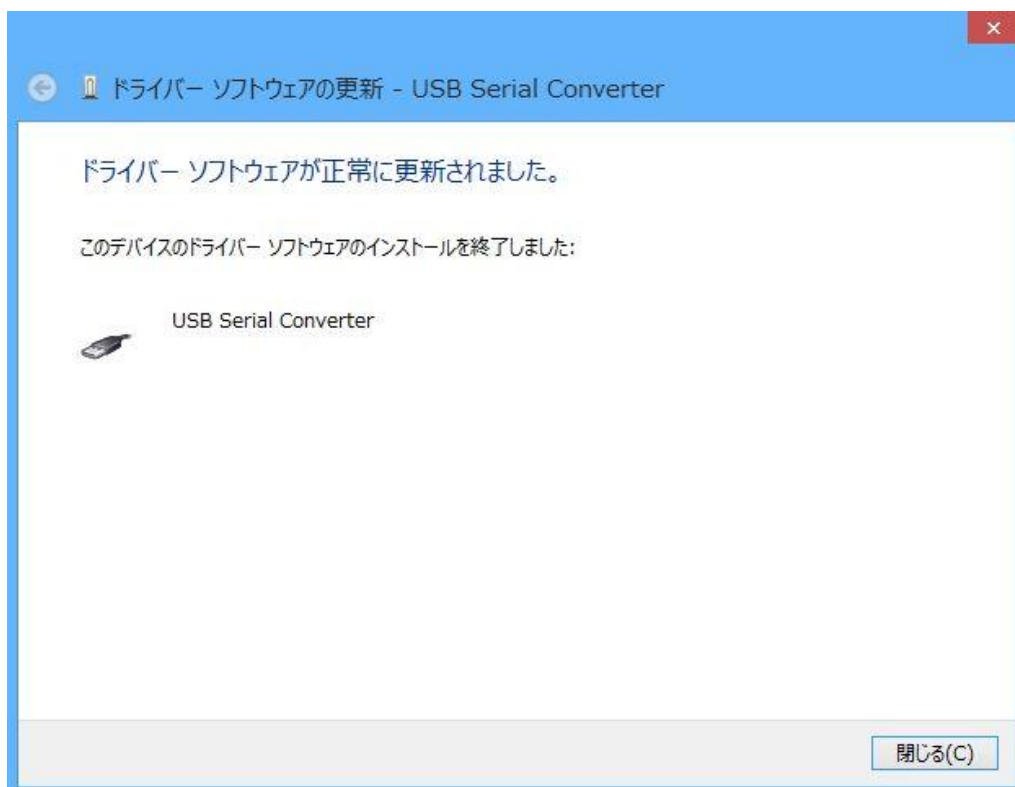 ドライバー ソフトウェアの更新 - USB Serial Converter
ドライバー ソフトウェアが正常に更新されました。
このデバイスのドライバー ソフトウェアのインストールを終了しました:
USB Serial Converter
閉じる(C)